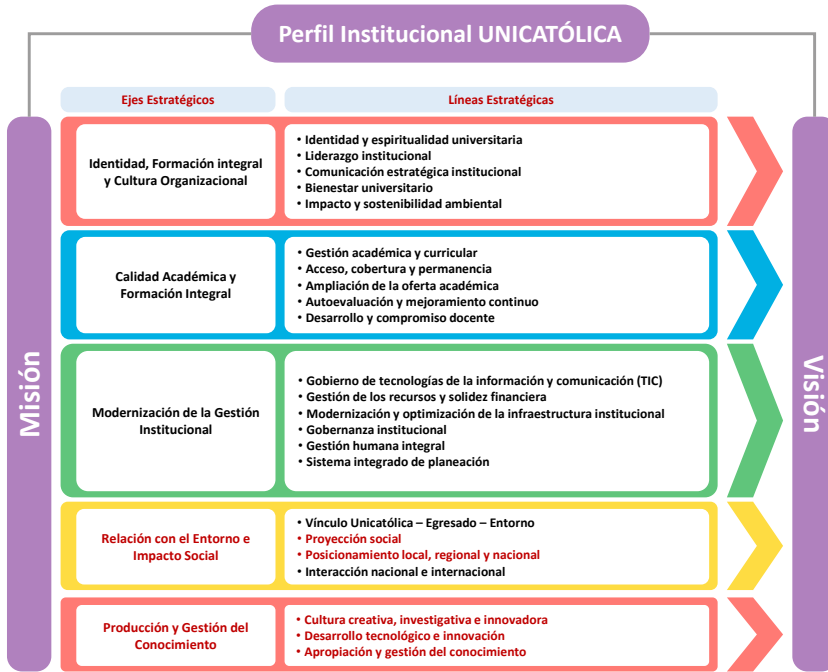 Perfil Institucional UNICATÓLICA
Misión
Ejes Estratégicos
Líneas Estratégicas
Identidad, Formación integral
y Cultura Organizacional
• Identidad y espiritualidad universitaria
• Liderazgo institucional
• Comunicación estratégica institucional
• Bienestar universitario
• Impacto y sostenibilidad ambiental
Calidad Académica y
Formación Integral
• Gestión académica y curricular
• Acceso, cobertura y permanencia
• Ampliación de la oferta académica
• Autoevaluación y mejoramiento continuo
• Desarrollo y compromiso docente
Modernización de la Gestión
Institucional
• Gobierno de tecnologías de la información y comunicación (TIC)
• Gestión de los recursos y solidez financiera
• Modernización y optimización de la infraestructura institucional
• Gobernanza institucional
• Gestión humana integral
• Sistema integrado de planeación
Relación con el Entorno e
Impacto Social
• Vínculo Unicatólica – Egresado – Entorno
• Proyección social
• Posicionamiento local, regional y nacional
• Interacción nacional e internacional
Producción y Gestión del
Conocimiento
• Cultura creativa, investigativa e innovadora
• Desarrollo tecnológico e innovación
• Apropiación y gestión del conocimiento
Visión